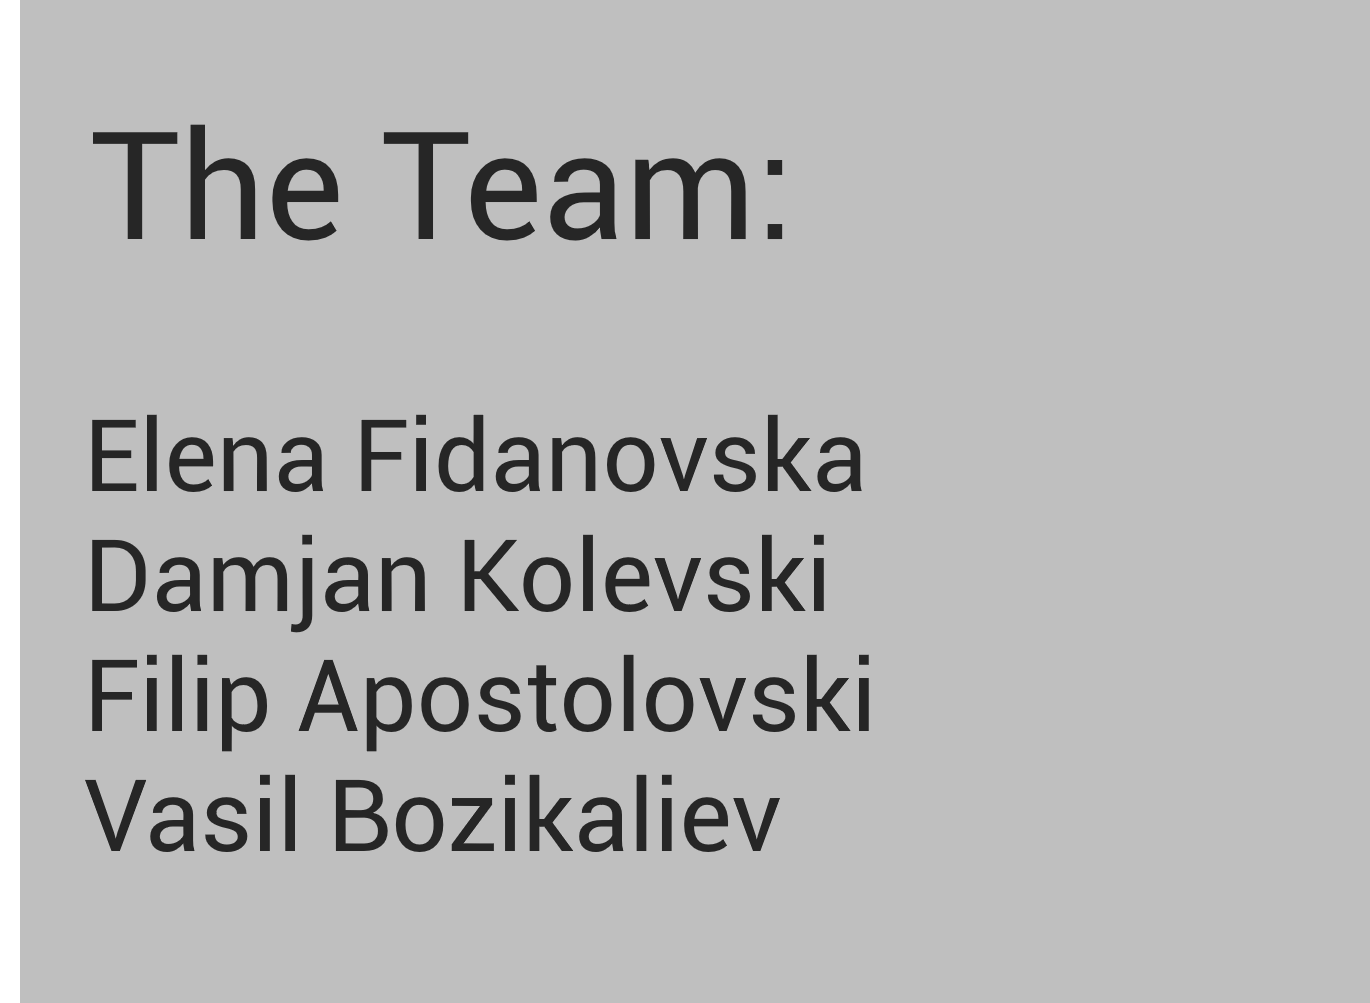 The Team:
Elena Fidanovska
Damjan Kolevski
Filip Apostolovski
Vasil Bozikaliev